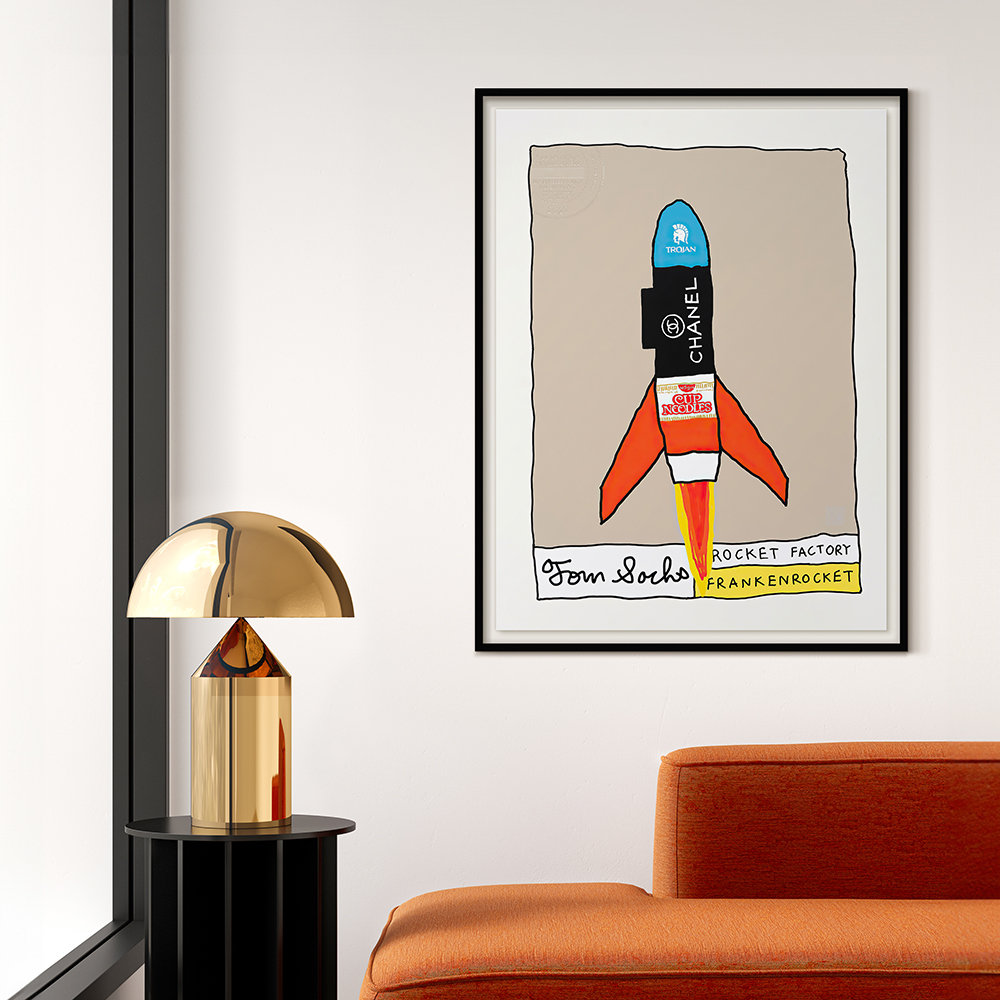 TROJAN
CHANEL
CUP
NOODLES
Tom Sachs
ROCKET FACTORY
FRANKENROCKET